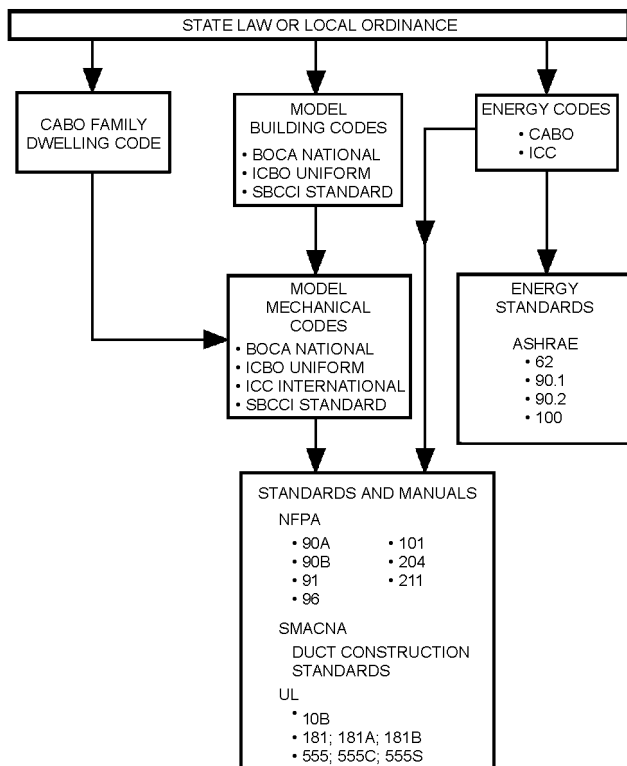 STATE LAW OR LOCAL ORDINANCE
CABO FAMILY
DWELLING CODE
MODEL
BUILDING CODES
• BOCA NATIONAL
• ICBO UNIFORM
• SBCCI STANDARD
ENERGY CODES
• CABO
• ICC
MODEL
MECHANICAL
CODES
• BOCA NATIONAL
• ICBO UNIFORM
• ICC INTERNATIONAL
• SBCCI STANDARD
ENERGY
STANDARDS
ASHRAE
• 62
• 90.1
• 90.2
• 100
STANDARDS AND MANUALS
NFPA
• 90A • 101
• 90B • 204
• 91 • 211
• 96
SMACNA
DUCT CONSTRUCTION
STANDARDS
UL
• 10B
• 181; 181A; 181B
• 555; 555C; 555S